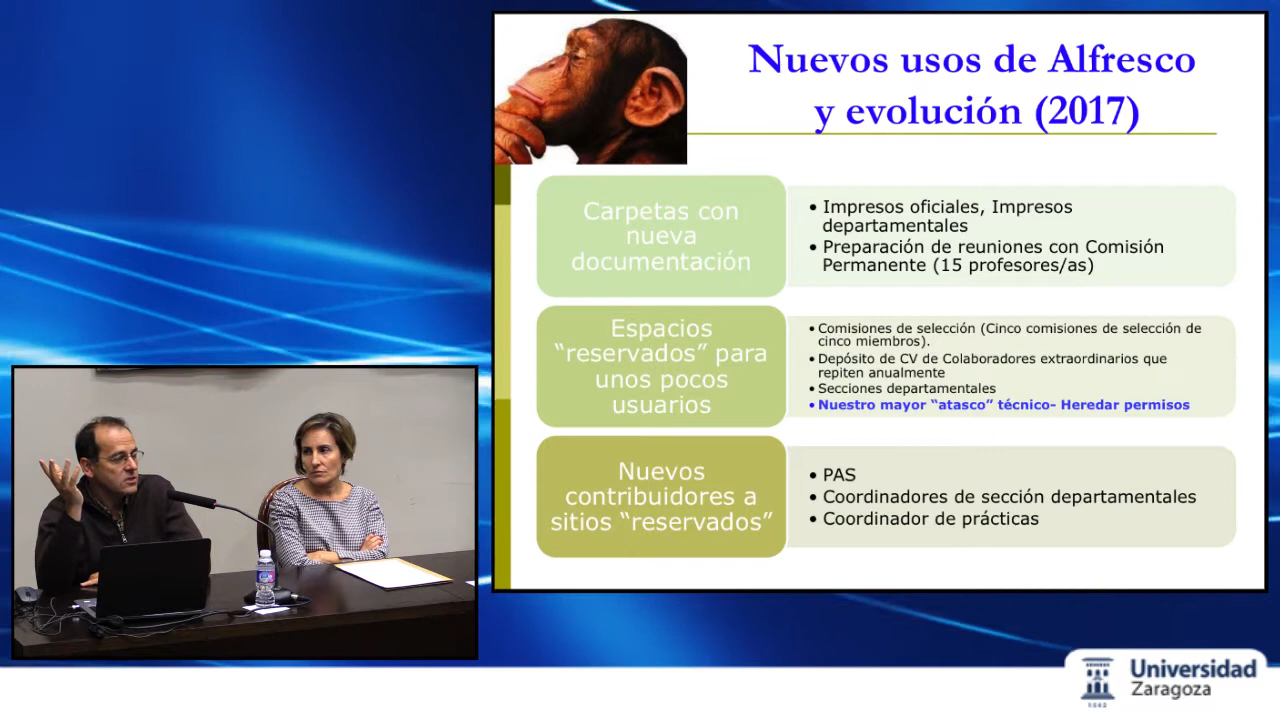 Nuevos usos de Alfresco
y evolución (2017)
Carpetas con
nueva
documentación
• Impresos oficiales, Impresos
departamentales
• Preparación de reuniones con Comisión
Permanente (15 profesores/as)
Espacios
“reservados” para
unos pocos
usuarios
• Comisiones de selección (Cinco comisiones de selección de
cinco miembros).
• Depósito de CV de Colaboradores extraordinarios que
repiten anualmente
• Secciones departamentales
• Nuestro mayor “atasco” técnico- Heredar permisos
Nuevos
contribuidores a
sitios “reservados”
• PAS
• Coordinadores de sección departamentales
• Coordinador de prácticas
Universidad
Zaragoza
1542